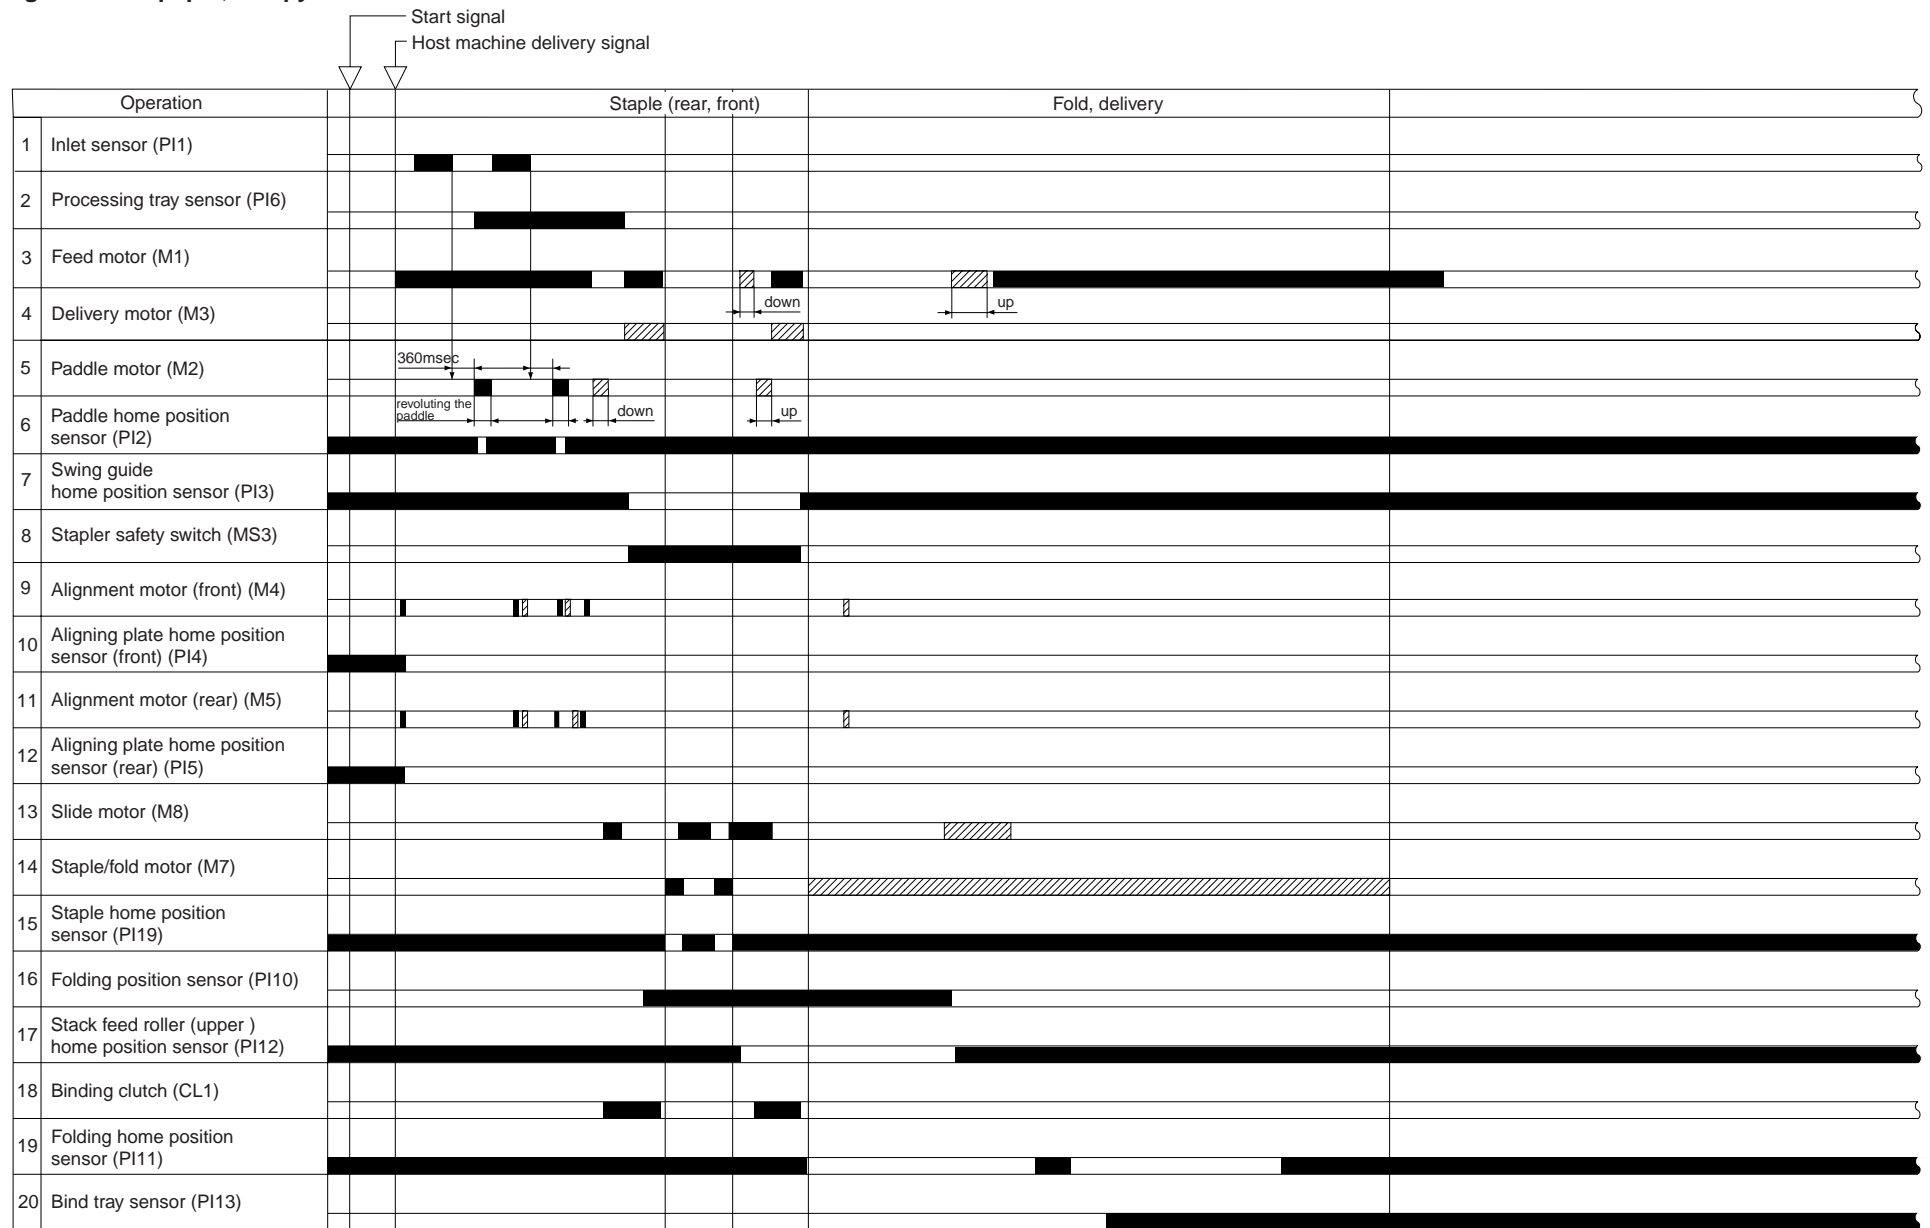 Start signal
Host machine delivery signal
Operation
Staple (rear, front)
Fold, delivery
1 Inlet sensor (PI1)
2 Processing tray sensor (PI6)
3 Feed motor (M1)
down
up
4 Delivery motor (M3)
360msec
5 Paddle motor (M2)
revoluting the
paddle
down
up
6 Paddle home position
sensor (PI2)
7 Swing guide
home position sensor (PI3)
8 Stapler safety switch (MS3)
9 Alignment motor (front) (M4)
10 Aligning plate home position
sensor (front) (PI4)
11 Alignment motor (rear) (M5)
12 Aligning plate home position
sensor (rear) (PI5)
13 Slide motor (M8)
14 Staple/fold motor (M7)
15 Staple home position
sensor (PI19)
16 Folding position sensor (PI10)
17 Stack feed roller (upper )
home position sensor (PI12)
18 Binding clutch (CL1)
19 Folding home position
sensor (PI11)
20 Bind tray sensor (PI13)